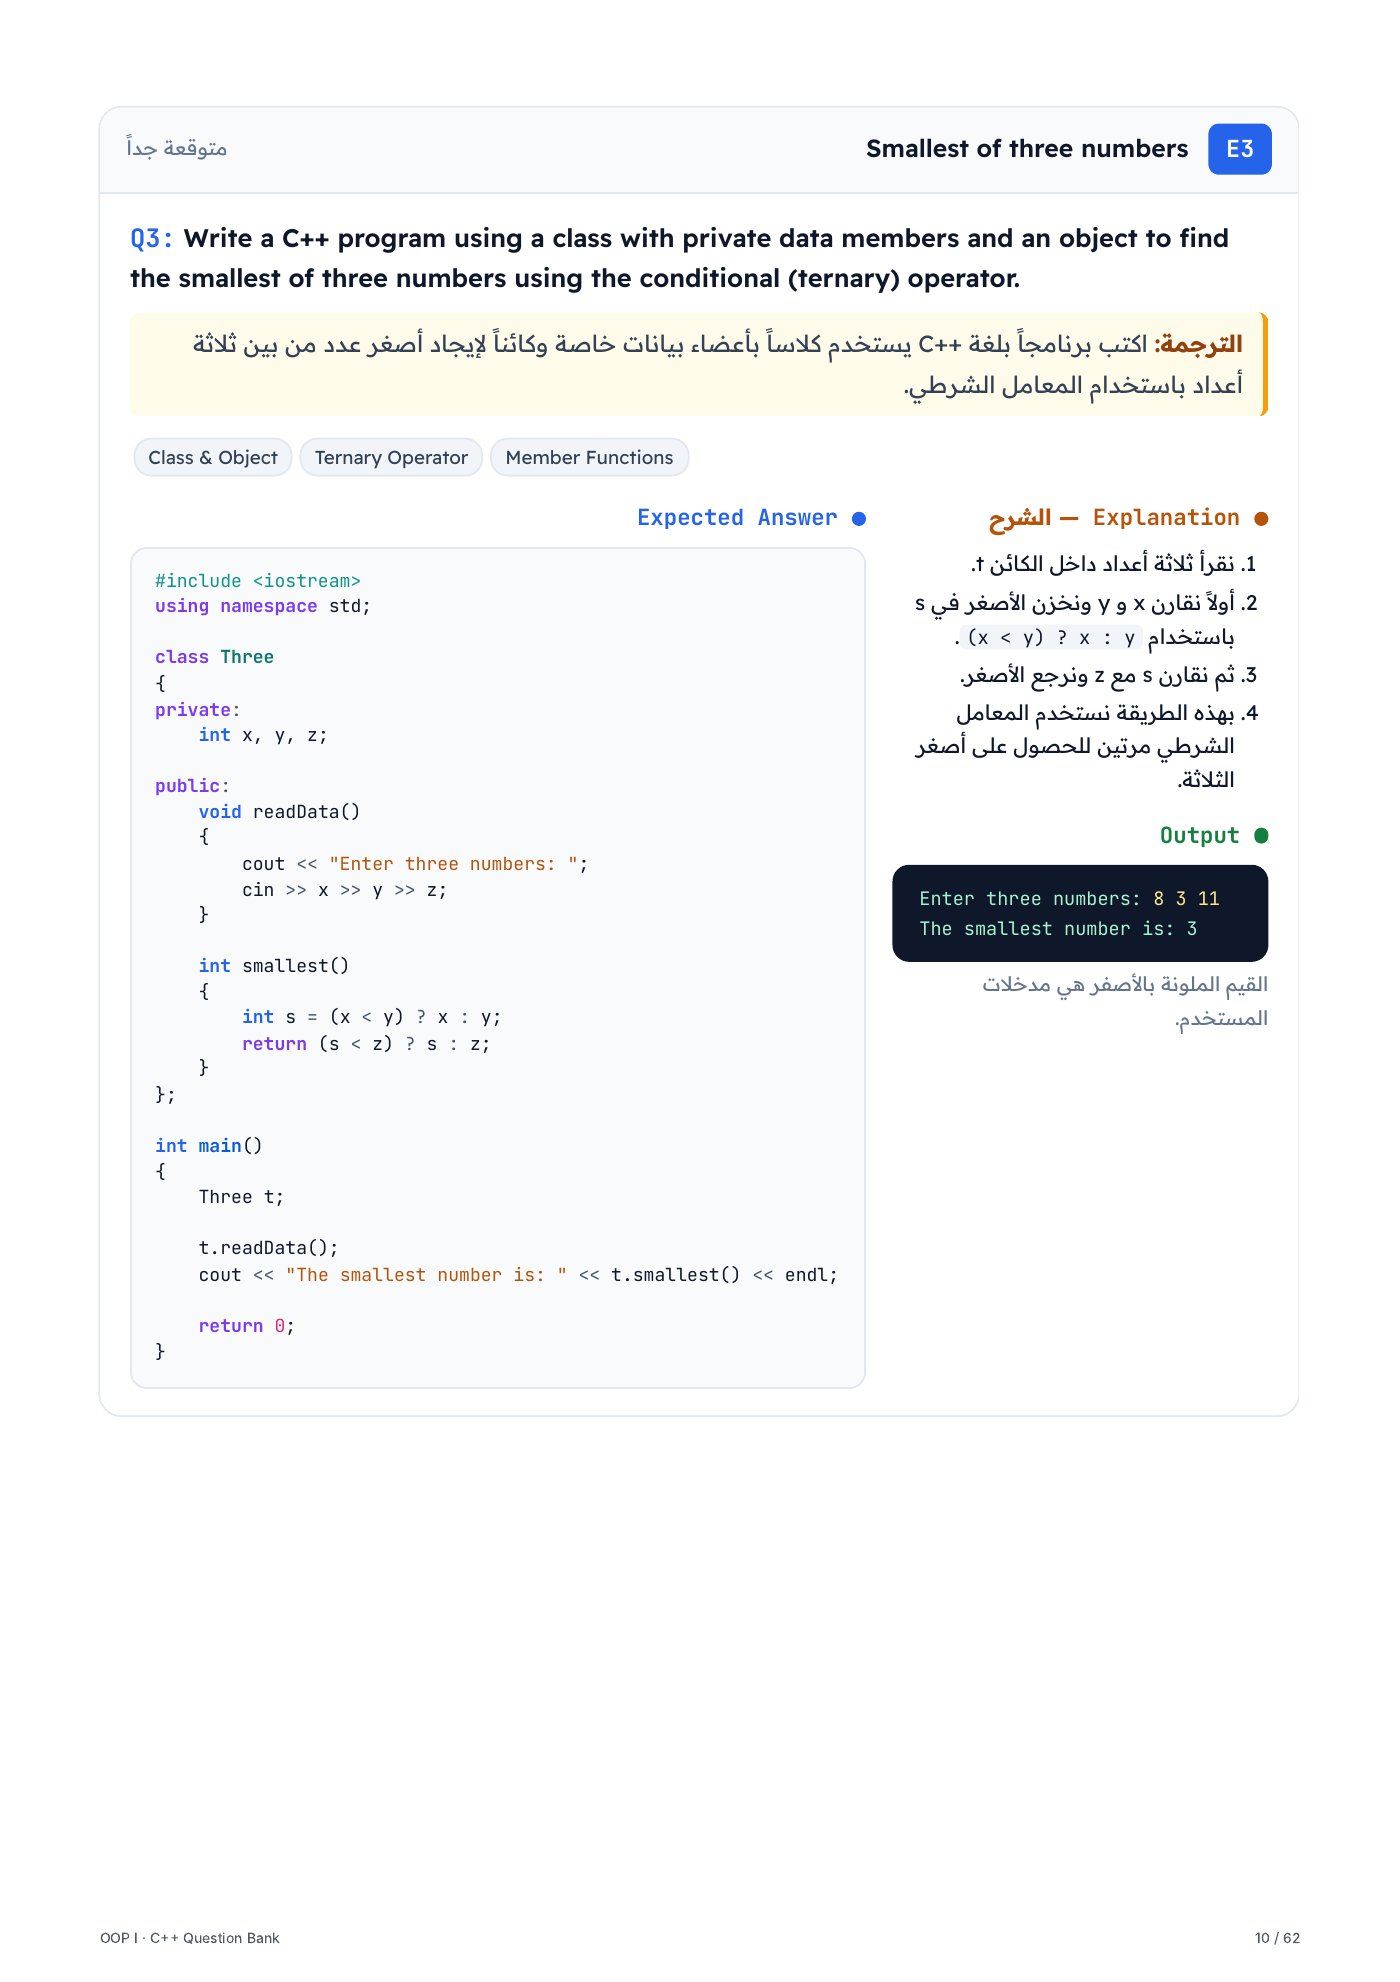 E3 Smallest of three numbers
متوقعة جداً
Q3: Write a C++ program using a class with private data members and an object to find
the smallest of three numbers using the conditional (ternary) operator.
الترجمة: اكتب برنامجاً بلغة C++ يستخدم كلاساً بأعضاء بيانات خاصة وكائناً لإيجاد أصغر عدد من بين ثلاثة
أعداد باستخدام المعامل الشرطي.
Class & Object
Ternary Operator
Member Functions
Explanation — الشرح
1. نقرأ ثلاثة أعداد داخل الكائن t.
2. أولاً نقارن x و y ونخزن الأصغر في s
باستخدام (x < y) ? x : y.
3. ثم نقارن s مع z ونرجع الأصغر.
4. بهذه الطريقة نستخدم المعامل
الشرطي مرتين للحصول على أصغر
الثلاثة.
Output
Enter three numbers: 8 3 11
The smallest number is: 3
القيم الملونة بالأصفر هي مدخلات
المستخدم.
Expected Answer
#include <iostream>
using namespace std;

class Three
{
private:
    int x, y, z;

public:
    void readData()
    {
        cout << "Enter three numbers: ";
        cin >> x >> y >> z;
    }

    int smallest()
    {
        int s = (x < y) ? x : y;
        return (s < z) ? s : z;
    }
};

int main()
{
    Three t;

    t.readData();
    cout << "The smallest number is: " << t.smallest() << endl;

    return 0;
}
OOP I · C++ Question Bank
10 / 62